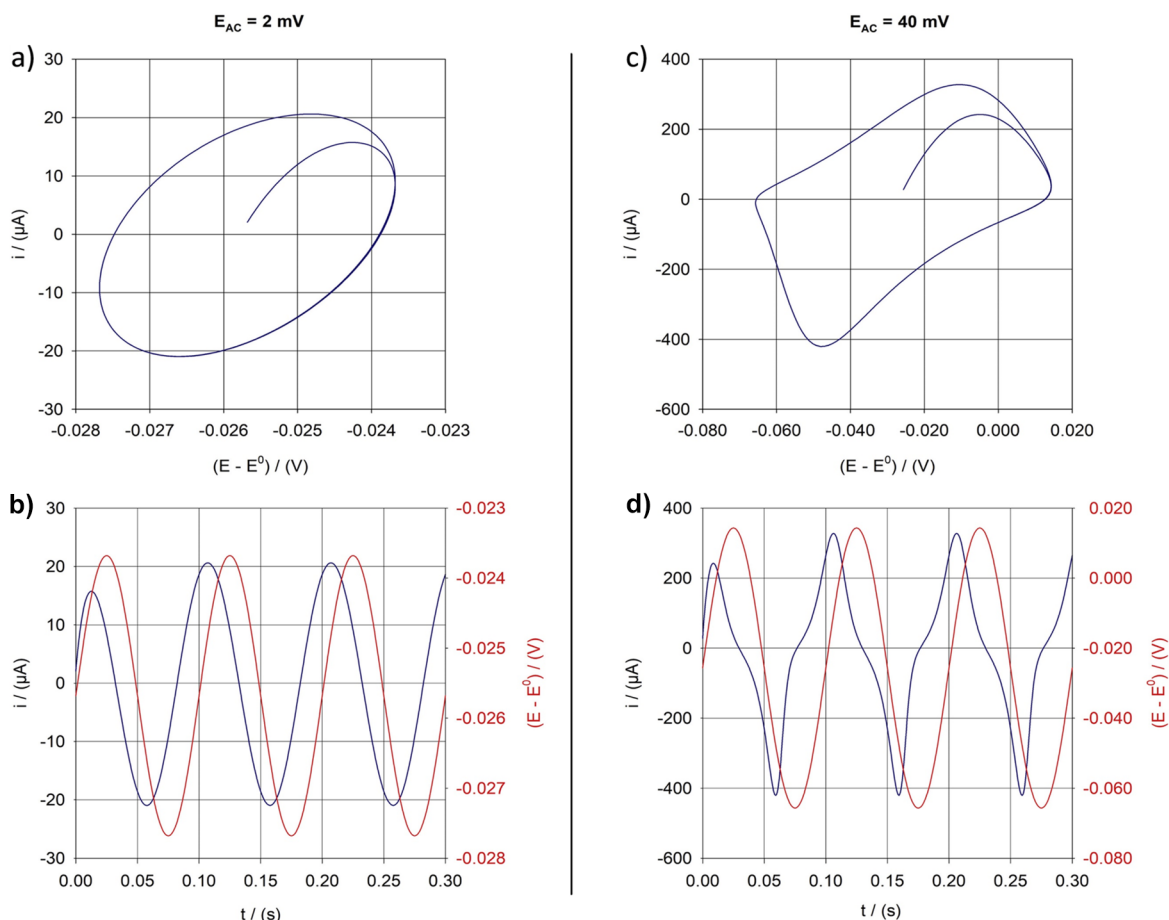 E_AC = 2 mV
a)
30
20
10
0
-10
-20
-30
i / (µA)
-0.028 -0.027 -0.026 -0.025 -0.024 -0.023
(E - E⁰) / (V)
b)
30
20
10
0
-10
-20
-30
i / (µA)
-0.023
-0.024
-0.025
-0.026
-0.027
-0.028
(E - E⁰) / (V)
0.00 0.05 0.10 0.15 0.20 0.25 0.30
t / (s)
E_AC = 40 mV
c)
400
200
0
-200
-400
-600
i / (µA)
-0.080 -0.060 -0.040 -0.020 0.000 0.020
(E - E⁰) / (V)
d)
400
200
0
-200
-400
-600
i / (µA)
0.020
0.000
-0.020
-0.040
-0.060
-0.080
(E - E⁰) / (V)
0.00 0.05 0.10 0.15 0.20 0.25 0.30
t / (s)